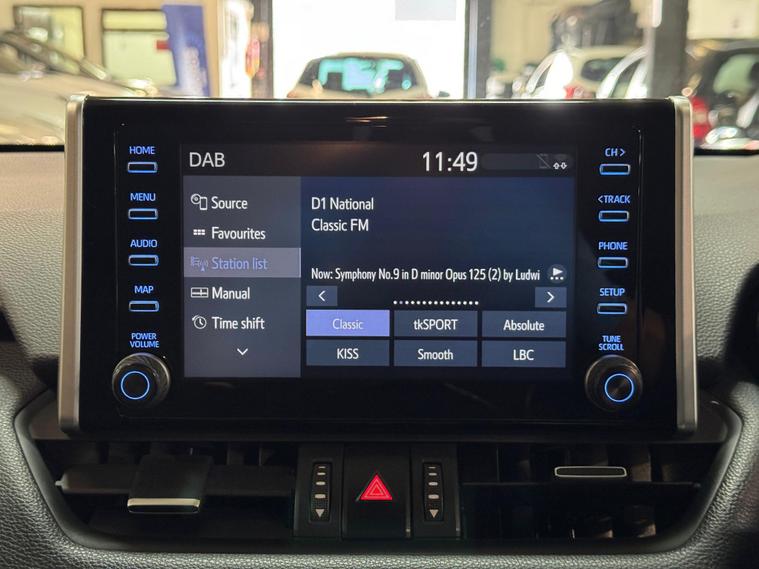 HOME
MENU
AUDIO
MAP
POWER
VOLUME
DAB
11:49
Source
Favourites
Station list
Manual
Time shift
D1 National
Classic FM
Now: Symphony No.9 in D minor Opus 125 (2) by Ludwi
Classic
tkSPORT
Absolute
KISS
Smooth
LBC
CH >
< TRACK
PHONE
SETUP
TUNE
SCROLL